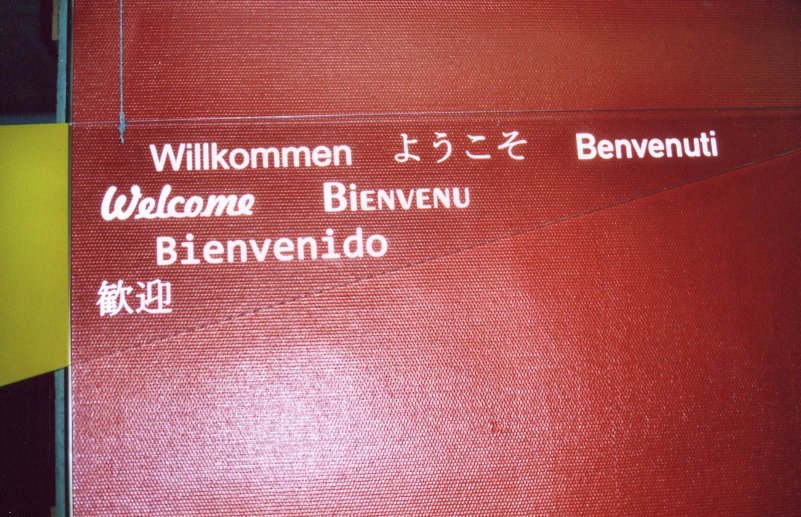 Willkommen ようこそ Benvenuti
Welcome BIENVENU
Bienvenido
歓迎